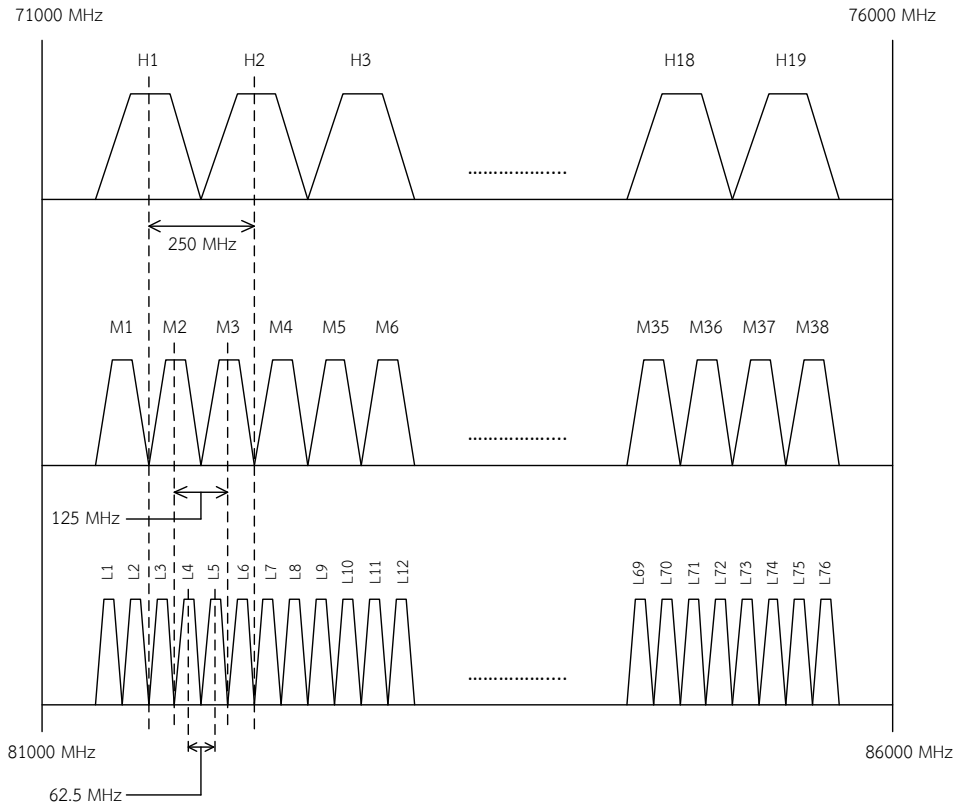 71000 MHz 76000 MHz
H1 H2 H3 H18 H19
....................
250 MHz
M1 M2 M3 M4 M5 M6 M35 M36 M37 M38
....................
125 MHz
L1 L2 L3 L4 L5 L6 L7 L8 L9 L10 L11 L12 L69 L70 L71 L72 L73 L74 L75 L76
....................
81000 MHz 86000 MHz
62.5 MHz